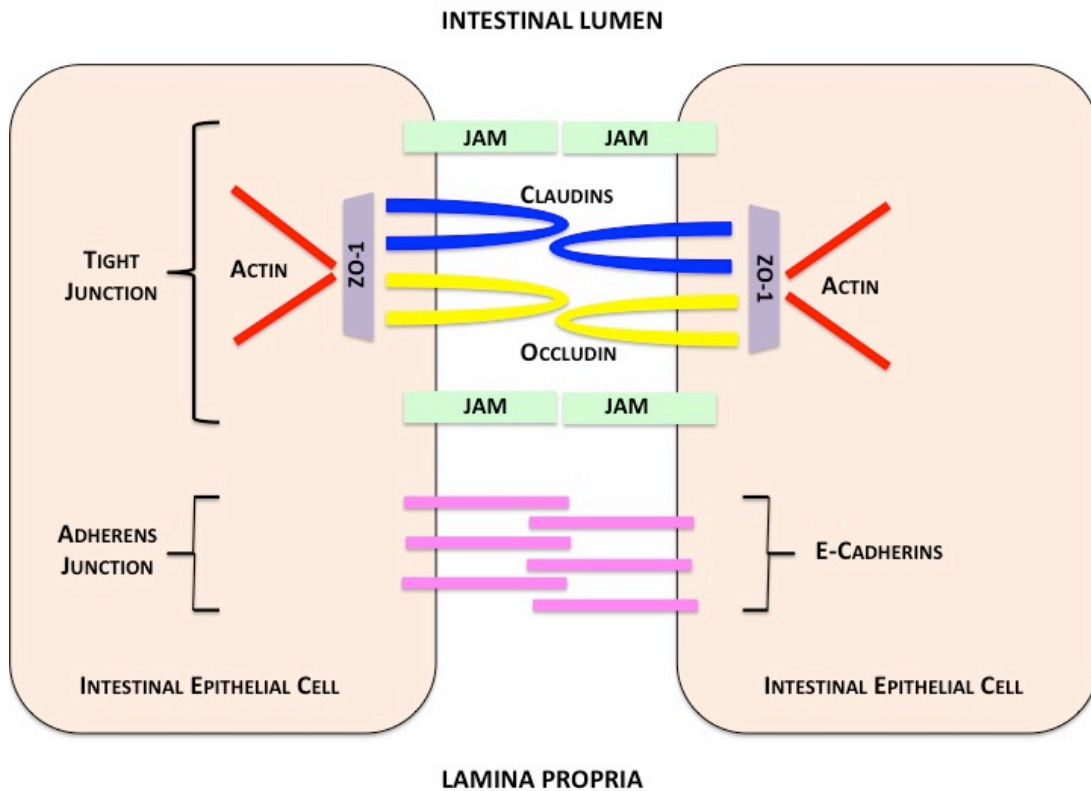 INTESTINAL LUMEN
JAM JAM
CLAUDINS
TIGHT
JUNCTION
ACTIN
ZO-1
ZO-1
ACTIN
OCCLUDIN
JAM JAM
ADHERENS
JUNCTION
E-CADHERINS
INTESTINAL EPITHELIAL CELL
INTESTINAL EPITHELIAL CELL
LAMINA PROPRIA